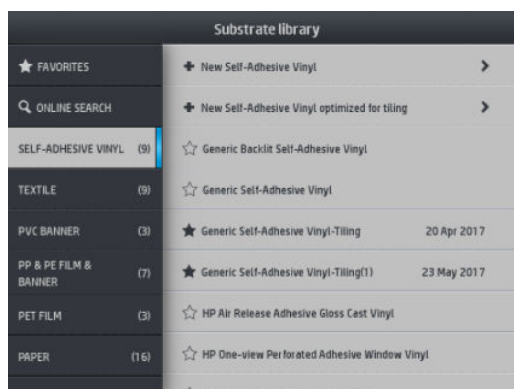 Substrate library
FAVORITES
ONLINE SEARCH
SELF-ADHESIVE VINYL (9)
TEXTILE (9)
PVC BANNER (3)
PP & PE FILM &
BANNER (7)
PET FILM (3)
PAPER (16)
New Self-Adhesive Vinyl
New Self-Adhesive Vinyl optimized for tiling
Generic Backlit Self-Adhesive Vinyl
Generic Self-Adhesive Vinyl
Generic Self-Adhesive Vinyl-Tiling 20 Apr 2017
Generic Self-Adhesive Vinyl-Tiling(1) 23 May 2017
HP Air Release Adhesive Gloss Cast Vinyl
HP One-view Perforated Adhesive Window Vinyl